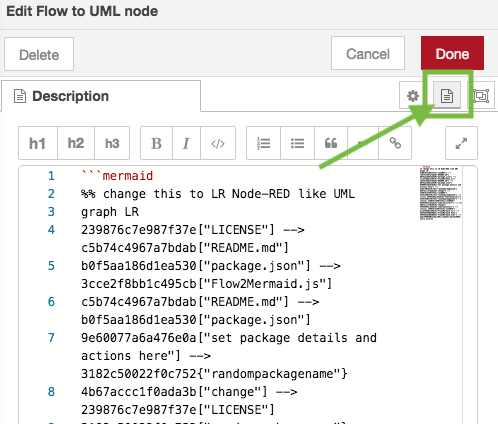 Edit Flow to UML node
Delete
Cancel
Done
Description
h1 h2 h3 B I </>
1 ```mermaid
2 %% change this to LR Node-RED like UML
3 graph LR
4 239876c7e987f37e["LICENSE"] -->
c5b74c4967a7bdab["README.md"]
5 b0f5aa186d1ea530["package.json"] -->
3cce2f8bb1c495cb["Flow2Mermaid.js"]
6 c5b74c4967a7bdab["README.md"] -->
b0f5aa186d1ea530["package.json"]
7 9e60077a6a476e0a["set package details and
actions here"] -->
3182c50022f0c752{"randompackagename"}
8 4b67accc1f0ada3b["change"] -->
239876c7e987f37e["LICENSE"]